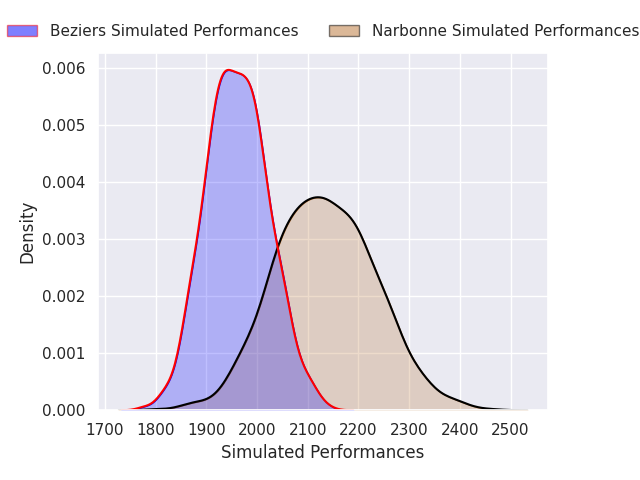 Beziers Simulated Performances Narbonne Simulated Performances
0.006
0.005
0.004
0.003
0.002
0.001
0.000
Density
1700 1800 1900 2000 2100 2200 2300 2400 2500
Simulated Performances